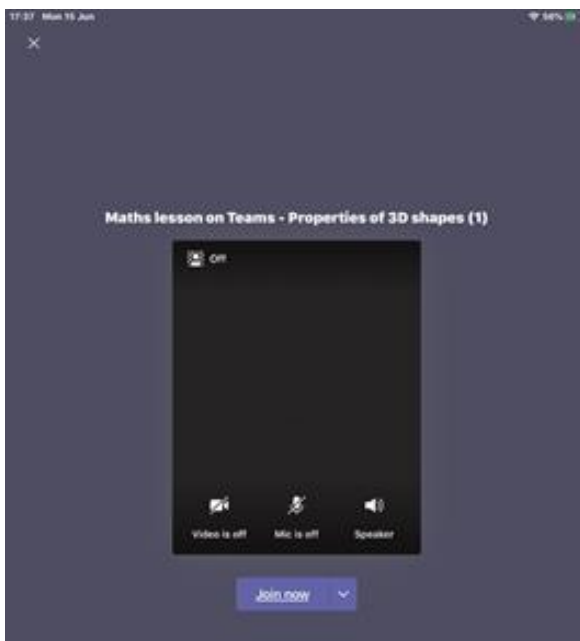 17:37 Mon 15 Jun
Maths lesson on Teams - Properties of 3D shapes (1)
Off
Video is off Mic is off Speaker
Join now